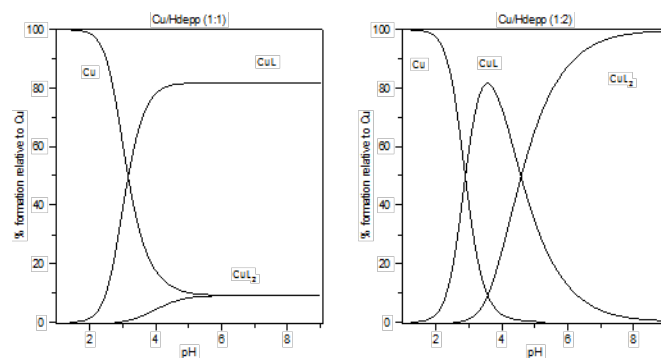 Cu/Hdepp (1:1)
% formation relative to Cu
100
80
60
40
20
0
Cu
CuL
CuL₂
2
4
6
8
pH
Cu/Hdepp (1:2)
% formation relative to Cu
100
80
60
40
20
0
Cu
CuL
CuL₂
2
4
6
8
pH